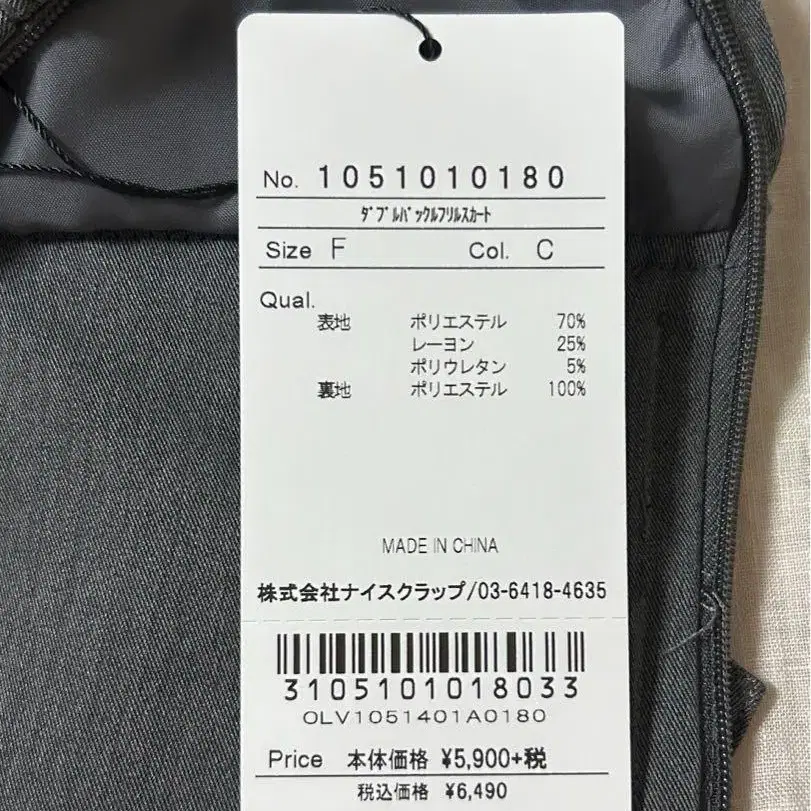 No. 1051010180
ﾀﾞﾌﾞﾙﾊﾞｯｸﾙﾌﾘﾙｽｶｰﾄ
Size F Col. C
Qual.
表地 ポリエステル 70%
レーヨン 25%
ポリウレタン 5%
裏地 ポリエステル 100%
MADE IN CHINA
株式会社ナイスクラップ/03-6418-4635
3105101018033
OLV1051401A0180
Price 本体価格 ¥5,900+税
税込価格 ¥6,490